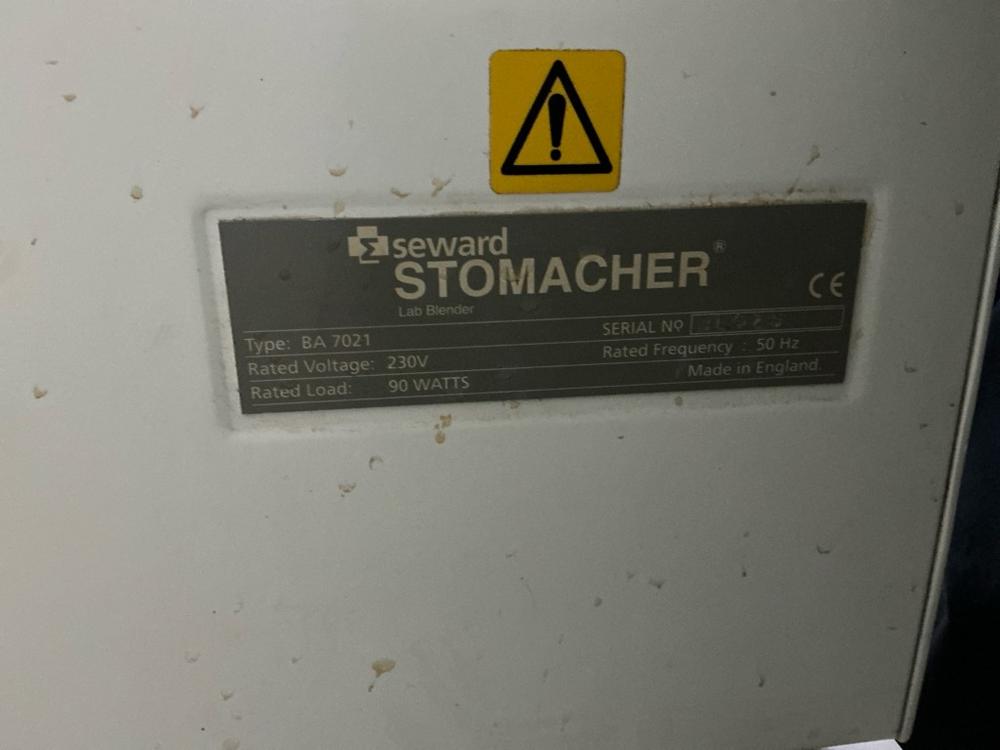 seward
STOMACHER®
Lab Blender
CE
Type: BA 7021
SERIAL Nº
Rated Voltage: 230V
Rated Frequency : 50 Hz
Rated Load: 90 WATTS
Made in England.